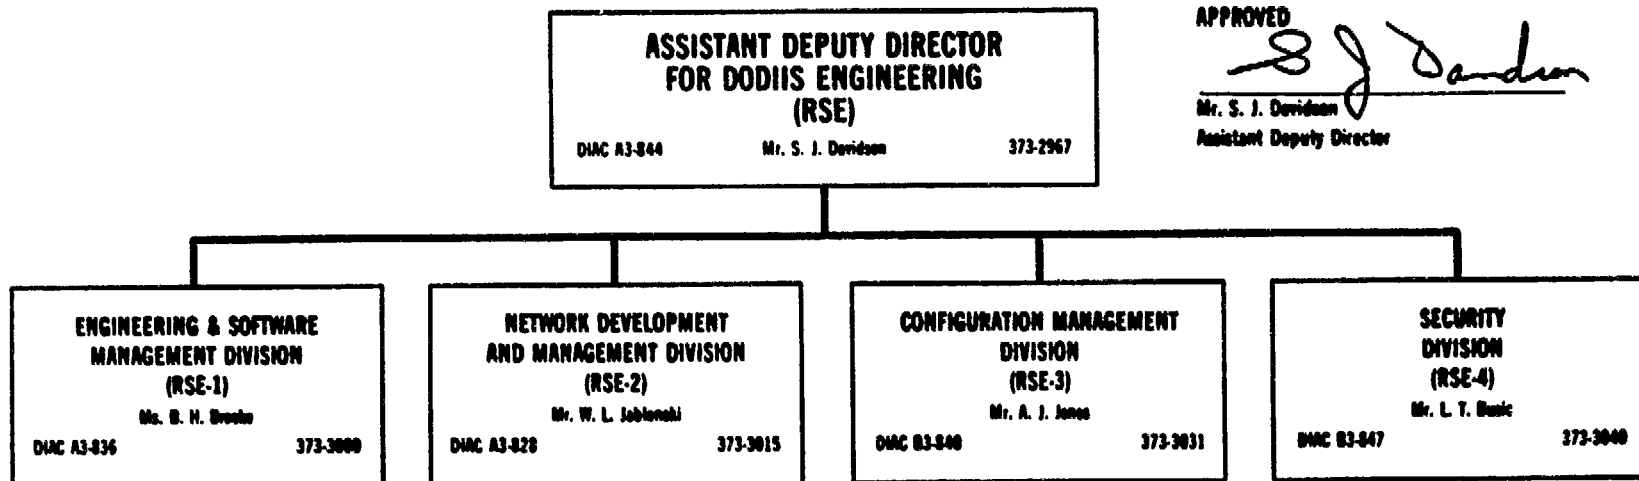 APPROVED
S J Davidson
Mr. S. J. Davidson
Assistant Deputy Director
ASSISTANT DEPUTY DIRECTOR
FOR DODIIS ENGINEERING
(RSE)
DIAC A3-844 Mr. S. J. Davidson 373-2967
ENGINEERING & SOFTWARE
MANAGEMENT DIVISION
(RSE-1)
Ms. B. H. Brooke
DIAC A3-836
NETWORK DEVELOPMENT
AND MANAGEMENT DIVISION
(RSE-2)
Mr. W. L. Jablonski
DIAC A3-828 373-3015
CONFIGURATION MANAGEMENT
DIVISION
(RSE-3)
Mr. A. J. Jones
DIAC B3-840 373-3031
SECURITY
DIVISION
(RSE-4)
Mr. L. T.
DIAC B3-847 373-3040